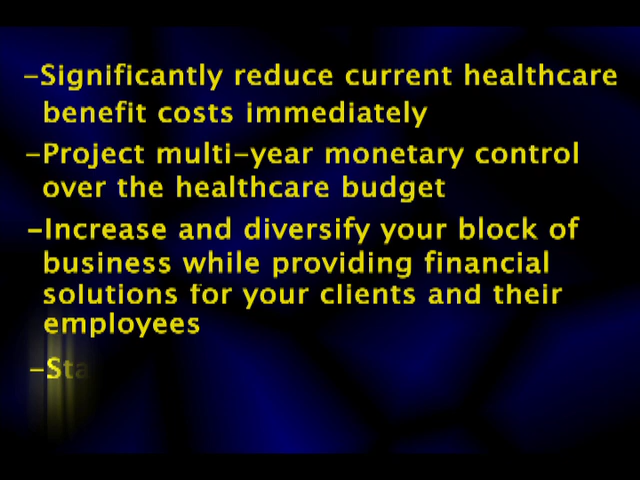 -Significantly reduce current healthcare
benefit costs immediately
-Project multi-year monetary control
over the healthcare budget
-Increase and diversify your block of
business while providing financial
solutions for your clients and their
employees